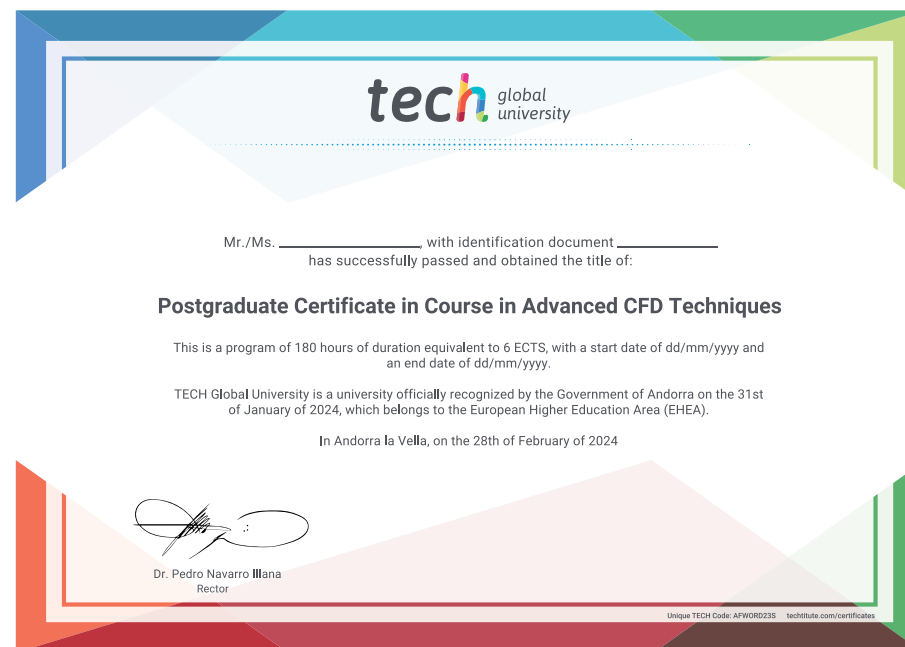 tech global university
Mr./Ms. ____________________, with identification document ______________
has successfully passed and obtained the title of:
Postgraduate Certificate in Course in Advanced CFD Techniques
This is a program of 180 hours of duration equivalent to 6 ECTS, with a start date of dd/mm/yyyy and
an end date of dd/mm/yyyy.
TECH Global University is a university officially recognized by the Government of Andorra on the 31st
of January of 2024, which belongs to the European Higher Education Area (EHEA).
In Andorra la Vella, on the 28th of February of 2024
Dr. Pedro Navarro Illana
Rector
Unique TECH Code: AFWORD23S techtitute.com/certificates